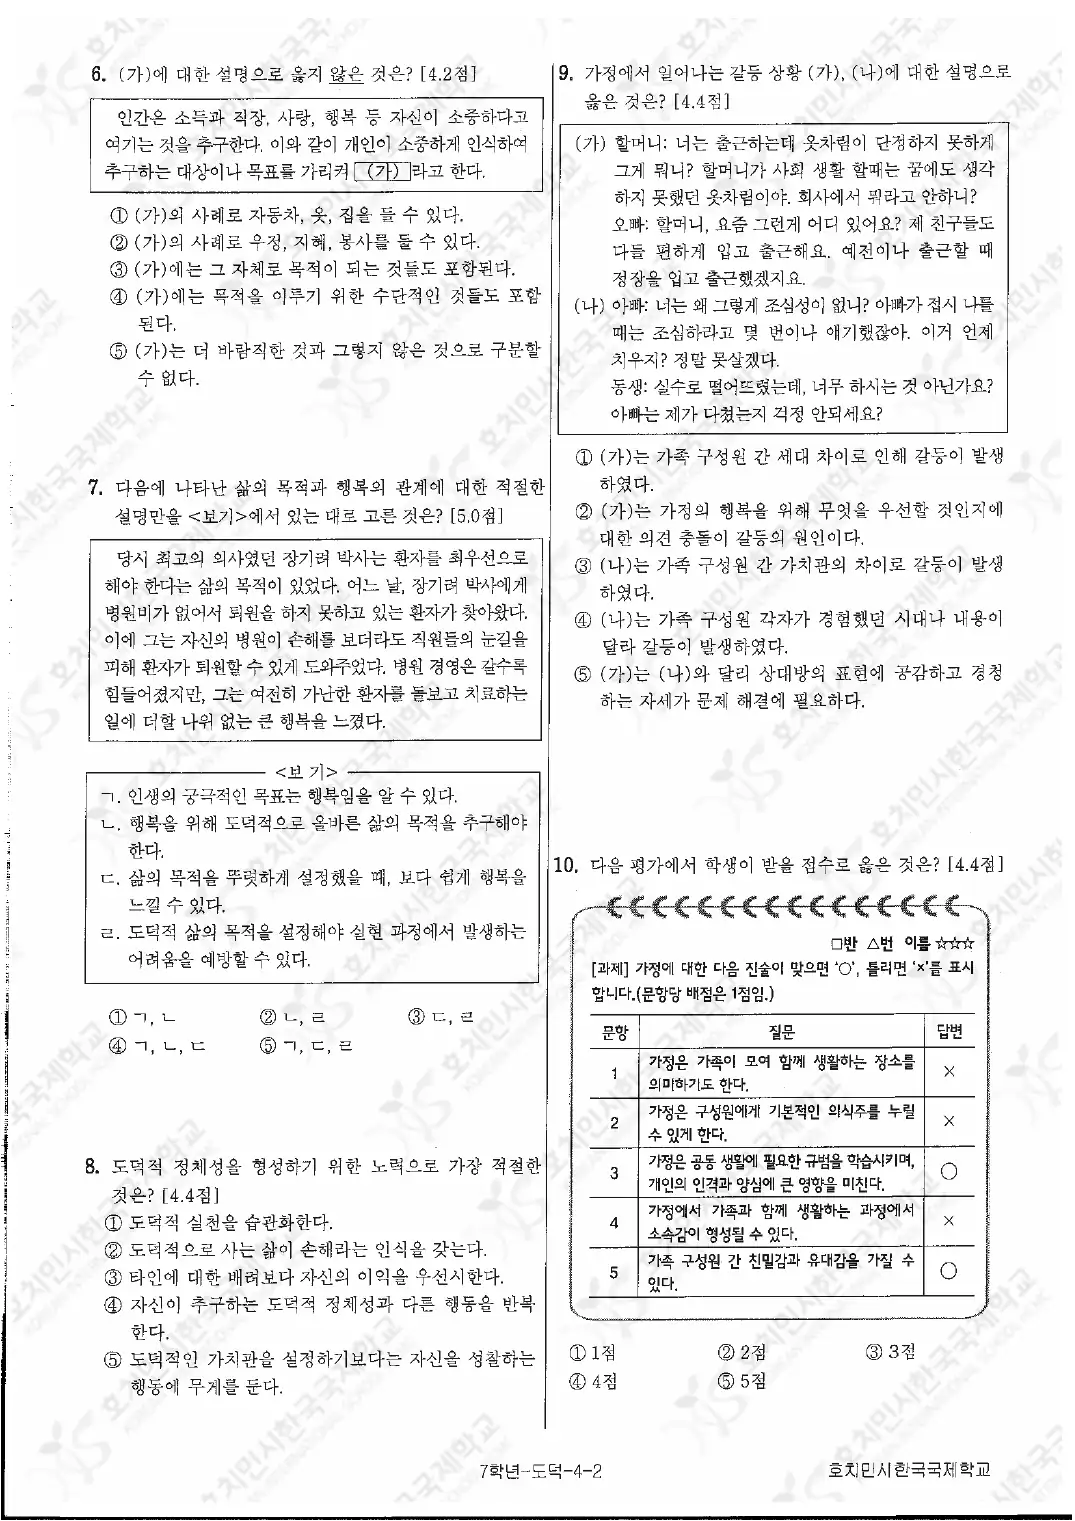 6. (가)에 대한 설명으로 옳지 않은 것은? [4.2점]
인간은 소득과 직장, 사랑, 행복 등 자신이 소중하다고
여기는 것을 추구한다. 이와 같이 개인이 소중하게 인식하여
추구하는 대상이나 목표를 가리켜 (가) 라고 한다.
① (가)의 사례로 자동차, 옷, 집을 들 수 있다.
② (가)의 사례로 우정, 지혜, 봉사를 들 수 있다.
③ (가)에는 그 자체로 목적이 되는 것들도 포함된다.
④ (가)에는 목적을 이루기 위한 수단적인 것들도 포함
된다.
⑤ (가)는 더 바람직한 것과 그렇지 않은 것으로 구분할
수 없다.
7. 다음에 나타난 삶의 목적과 행복의 관계에 대한 적절한
설명만을 <보기>에서 있는 대로 고른 것은? [5.0점]
당시 최고의 의사였던 장기려 박사는 환자를 최우선으로
해야 한다는 삶의 목적이 있었다. 어느 날, 장기려 박사에게
병원비가 없어서 퇴원을 하지 못하고 있는 환자가 찾아왔다.
이에 그는 자신의 병원이 손해를 보더라도 직원들의 눈길을
피해 환자가 퇴원할 수 있게 도와주었다. 병원 경영은 갈수록
힘들어졌지만, 그는 여전히 가난한 환자를 돌보고 치료하는
일에 더할 나위 없는 큰 행복을 느꼈다.
<보 기>
ㄱ. 인생의 궁극적인 목표는 행복임을 알 수 있다.
ㄴ. 행복을 위해 도덕적으로 올바른 삶의 목적을 추구해야
한다.
ㄷ. 삶의 목적을 뚜렷하게 설정했을 때, 보다 쉽게 행복을
느낄 수 있다.
ㄹ. 도덕적 삶의 목적을 설정해야 실현 과정에서 발생하는
어려움을 예방할 수 있다.
① ㄱ, ㄴ ② ㄴ, ㄹ ③ ㄷ, ㄹ
④ ㄱ, ㄴ, ㄷ ⑤ ㄱ, ㄷ, ㄹ
8. 도덕적 정체성을 형성하기 위한 노력으로 가장 적절한
것은? [4.4점]
① 도덕적 실천을 습관화한다.
② 도덕적으로 사는 삶이 손해라는 인식을 갖는다.
③ 타인에 대한 배려보다 자신의 이익을 우선시한다.
④ 자신이 추구하는 도덕적 정체성과 다른 행동을 반복
한다.
⑤ 도덕적인 가치관을 설정하기보다는 자신을 성찰하는
행동에 무게를 둔다.
9. 가정에서 일어나는 갈등 상황 (가), (나)에 대한 설명으로
옳은 것은? [4.4점]
(가) 할머니: 너는 출근하는데 옷차림이 단정하지 못하게
그게 뭐니? 할머니가 사회 생활 할때는 꿈에도 생각
하지 못했던 옷차림이야. 회사에서 뭐라고 안하니?
오빠: 할머니, 요즘 그런게 어디 있어요? 제 친구들도
다들 편하게 입고 출근해요. 예전이나 출근할 때
정장을 입고 출근했겠지요.
(나) 아빠: 너는 왜 그렇게 조심성이 없니? 아빠가 접시 나를
때는 조심하라고 몇 번이나 얘기했잖아. 이거 언제
치우지? 정말 못살겠다.
동생: 실수로 떨어뜨렸는데, 너무 하시는 것 아닌가요?
아빠는 제가 다쳤는지 걱정 안되세요?
① (가)는 가족 구성원 간 세대 차이로 인해 갈등이 발생
하였다.
② (가)는 가정의 행복을 위해 무엇을 우선할 것인지에
대한 의견 충돌이 갈등의 원인이다.
③ (나)는 가족 구성원 간 가치관의 차이로 갈등이 발생
하였다.
④ (나)는 가족 구성원 각자가 경험했던 시대나 내용이
달라 갈등이 발생하였다.
⑤ (가)는 (나)와 달리 상대방의 표현에 공감하고 경청
하는 자세가 문제 해결에 필요하다.
10. 다음 평가에서 학생이 받을 점수로 옳은 것은? [4.4점]
□반 △번 이름 ☆☆☆
[과제] 가정에 대한 다음 진술이 맞으면 '○', 틀리면 '×'를 표시
합니다.(문항당 배점은 1점임.)
문항 질문 답변
1 가정은 가족이 모여 함께 생활하는 장소를
의미하기도 한다. ×
2 가정은 구성원에게 기본적인 의식주를 누릴
수 있게 한다. ×
3 가정은 공동 생활에 필요한 규범을 학습시키며,
개인의 인격과 양심에 큰 영향을 미친다. ○
4 가정에서 가족과 함께 생활하는 과정에서
소속감이 형성될 수 있다. ×
5 가족 구성원 간 친밀감과 유대감을 가질 수
있다. ○
① 1점 ② 2점 ③ 3점
④ 4점 ⑤ 5점
7학년-도덕-4-2
호치민시한국국제학교